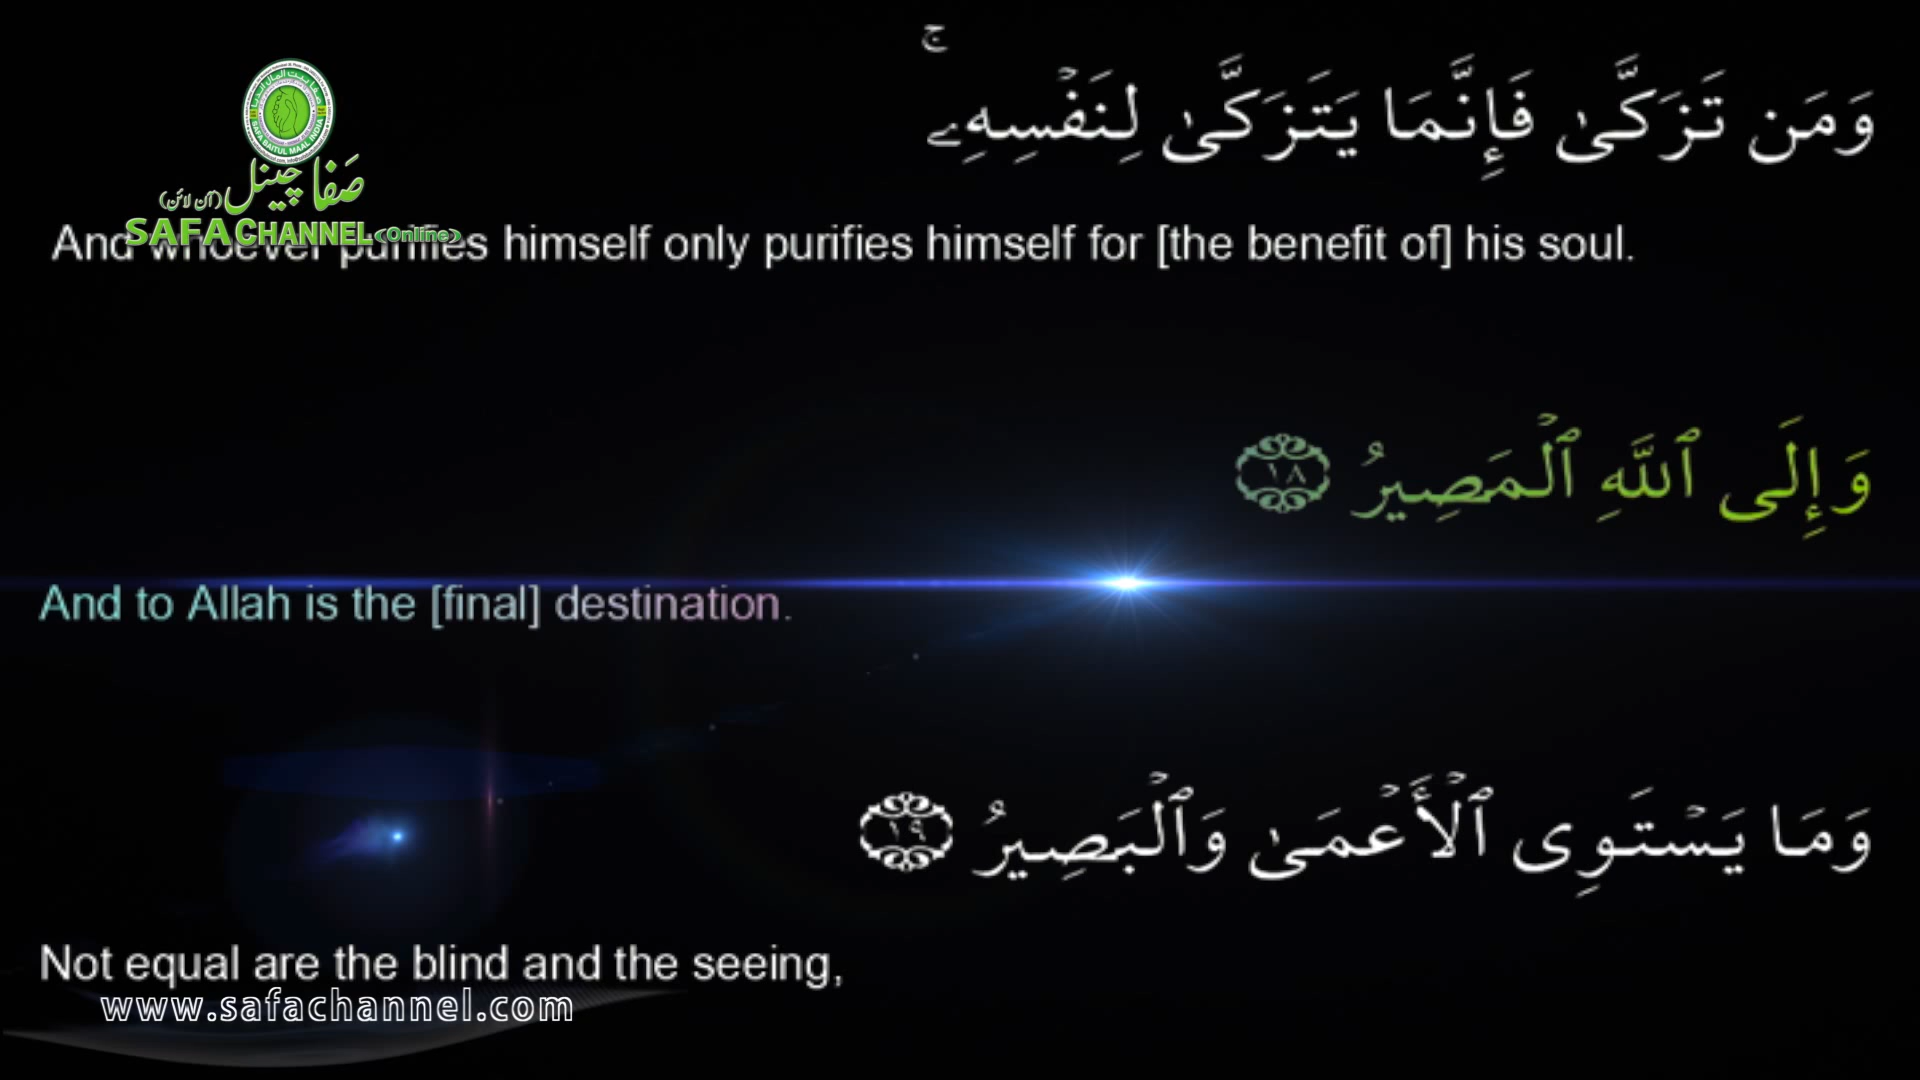 وَمَن تَزَكَّىٰ فَإِنَّمَا يَتَزَكَّىٰ لِنَفْسِهِۦ ۚ
صفا چینل
(آن لائن)
SAFA CHANNEL (Online)
And whoever purifies himself only purifies himself for [the benefit of] his soul.
وَإِلَى ٱللَّهِ ٱلْمَصِيرُ ١٨
And to Allah is the [final] destination.
وَمَا يَسْتَوِى ٱلْأَعْمَىٰ وَٱلْبَصِيرُ ١٩
Not equal are the blind and the seeing,
www.safachannel.com